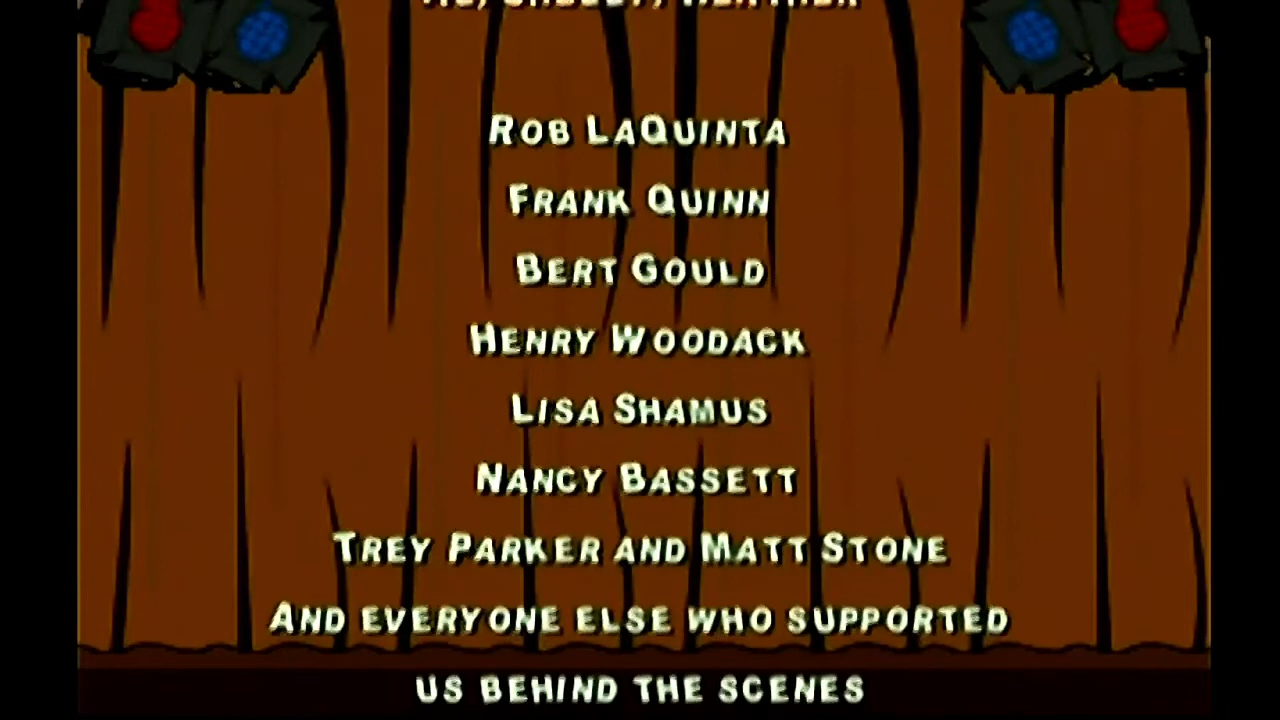 Rob LaQuinta
Frank Quinn
Bert Gould
Henry Woodack
Lisa Shamus
Nancy Bassett
Trey Parker and Matt Stone
And everyone else who supported
us behind the scenes